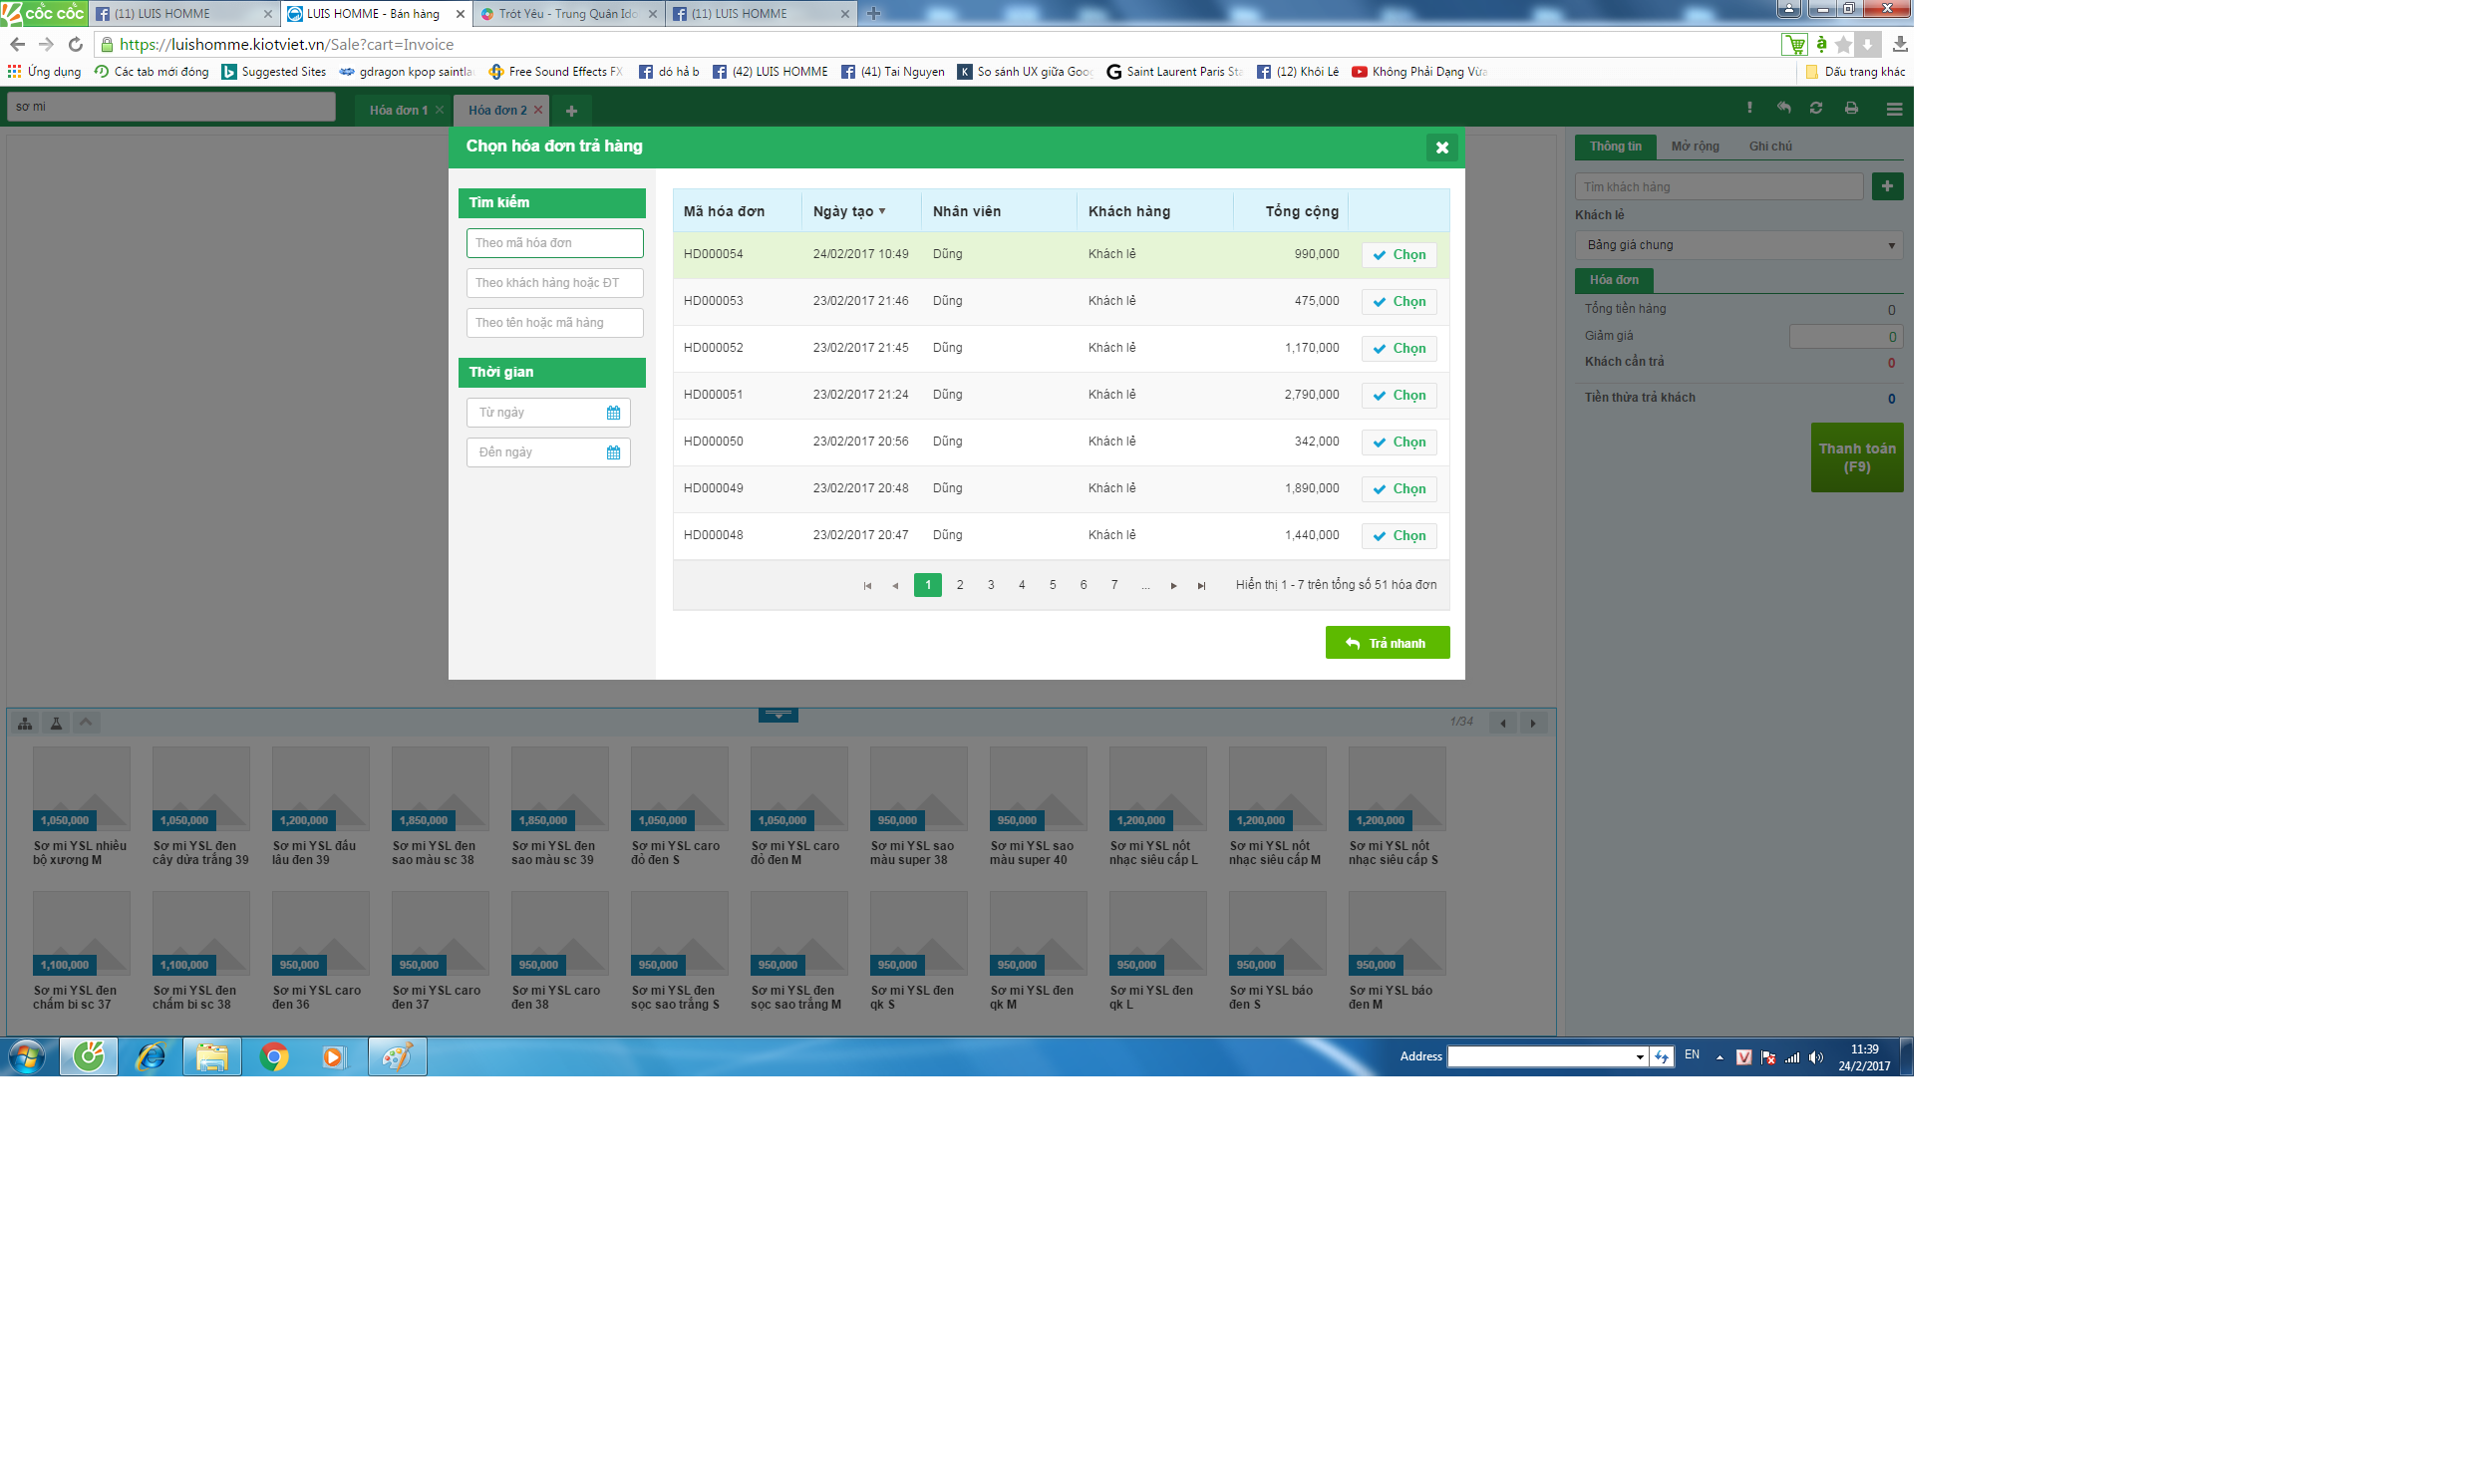 cốc cốc
(11) LUIS HOMME
LUIS HOMME - Bán hàng
Trót Yêu - Trung Quân Ido
(11) LUIS HOMME
https://luishomme.kiotviet.vn/Sale?cart=Invoice
Ứng dụng
Các tab mới đóng
Suggested Sites
gdragon kpop saintla
Free Sound Effects FX
dó hả b
(42) LUIS HOMME
(41) Tai Nguyen
So sánh UX giữa Goog
Saint Laurent Paris Sta
(12) Khôi Lê
Không Phải Dạng Vừa
Dấu trang khác
sơ mi
Hóa đơn 1
Hóa đơn 2
Chọn hóa đơn trả hàng
Tìm kiếm
Theo mã hóa đơn
Theo khách hàng hoặc ĐT
Theo tên hoặc mã hàng
Thời gian
Từ ngày
Đến ngày
Mã hóa đơn Ngày tạo Nhân viên Khách hàng Tổng cộng
HD000054 24/02/2017 10:49 Dũng Khách lẻ 990,000 Chọn
HD000053 23/02/2017 21:46 Dũng Khách lẻ 475,000 Chọn
HD000052 23/02/2017 21:45 Dũng Khách lẻ 1,170,000 Chọn
HD000051 23/02/2017 21:24 Dũng Khách lẻ 2,790,000 Chọn
HD000050 23/02/2017 20:56 Dũng Khách lẻ 342,000 Chọn
HD000049 23/02/2017 20:48 Dũng Khách lẻ 1,890,000 Chọn
HD000048 23/02/2017 20:47 Dũng Khách lẻ 1,440,000 Chọn
1 2 3 4 5 6 7 ... Hiển thị 1 - 7 trên tổng số 51 hóa đơn
Trả nhanh
Thông tin Mở rộng Ghi chú
Tìm khách hàng
Khách lẻ
Bảng giá chung
Hóa đơn
Tổng tiền hàng 0
Giảm giá 0
Khách cần trả 0
Tiền thừa trả khách 0
Thanh toán
(F9)
1/34
1,050,000 1,050,000 1,200,000 1,850,000 1,850,000 1,050,000 1,050,000 950,000 950,000 1,200,000 1,200,000 1,200,000
Sơ mi YSL nhiều Sơ mi YSL đen Sơ mi YSL đầu Sơ mi YSL đen Sơ mi YSL đen Sơ mi YSL caro Sơ mi YSL caro Sơ mi YSL sao Sơ mi YSL sao Sơ mi YSL nốt Sơ mi YSL nốt Sơ mi YSL nốt
bộ xương M cây dừa trắng 39 lâu đen 39 sao màu sc 38 sao màu sc 39 đỏ đen S đỏ đen M màu super 38 màu super 40 nhạc siêu cấp L nhạc siêu cấp M nhạc siêu cấp S
1,100,000 1,100,000 950,000 950,000 950,000 950,000 950,000 950,000 950,000 950,000 950,000 950,000
Sơ mi YSL đen Sơ mi YSL đen Sơ mi YSL caro Sơ mi YSL caro Sơ mi YSL caro Sơ mi YSL đen Sơ mi YSL đen Sơ mi YSL đen Sơ mi YSL đen Sơ mi YSL đen Sơ mi YSL báo Sơ mi YSL báo
chấm bi sc 37 chấm bi sc 38 đen 36 đen 37 đen 38 sọc sao trắng S sọc sao trắng M qk S qk M qk L đen S đen M
Address
EN
11:39
24/2/2017